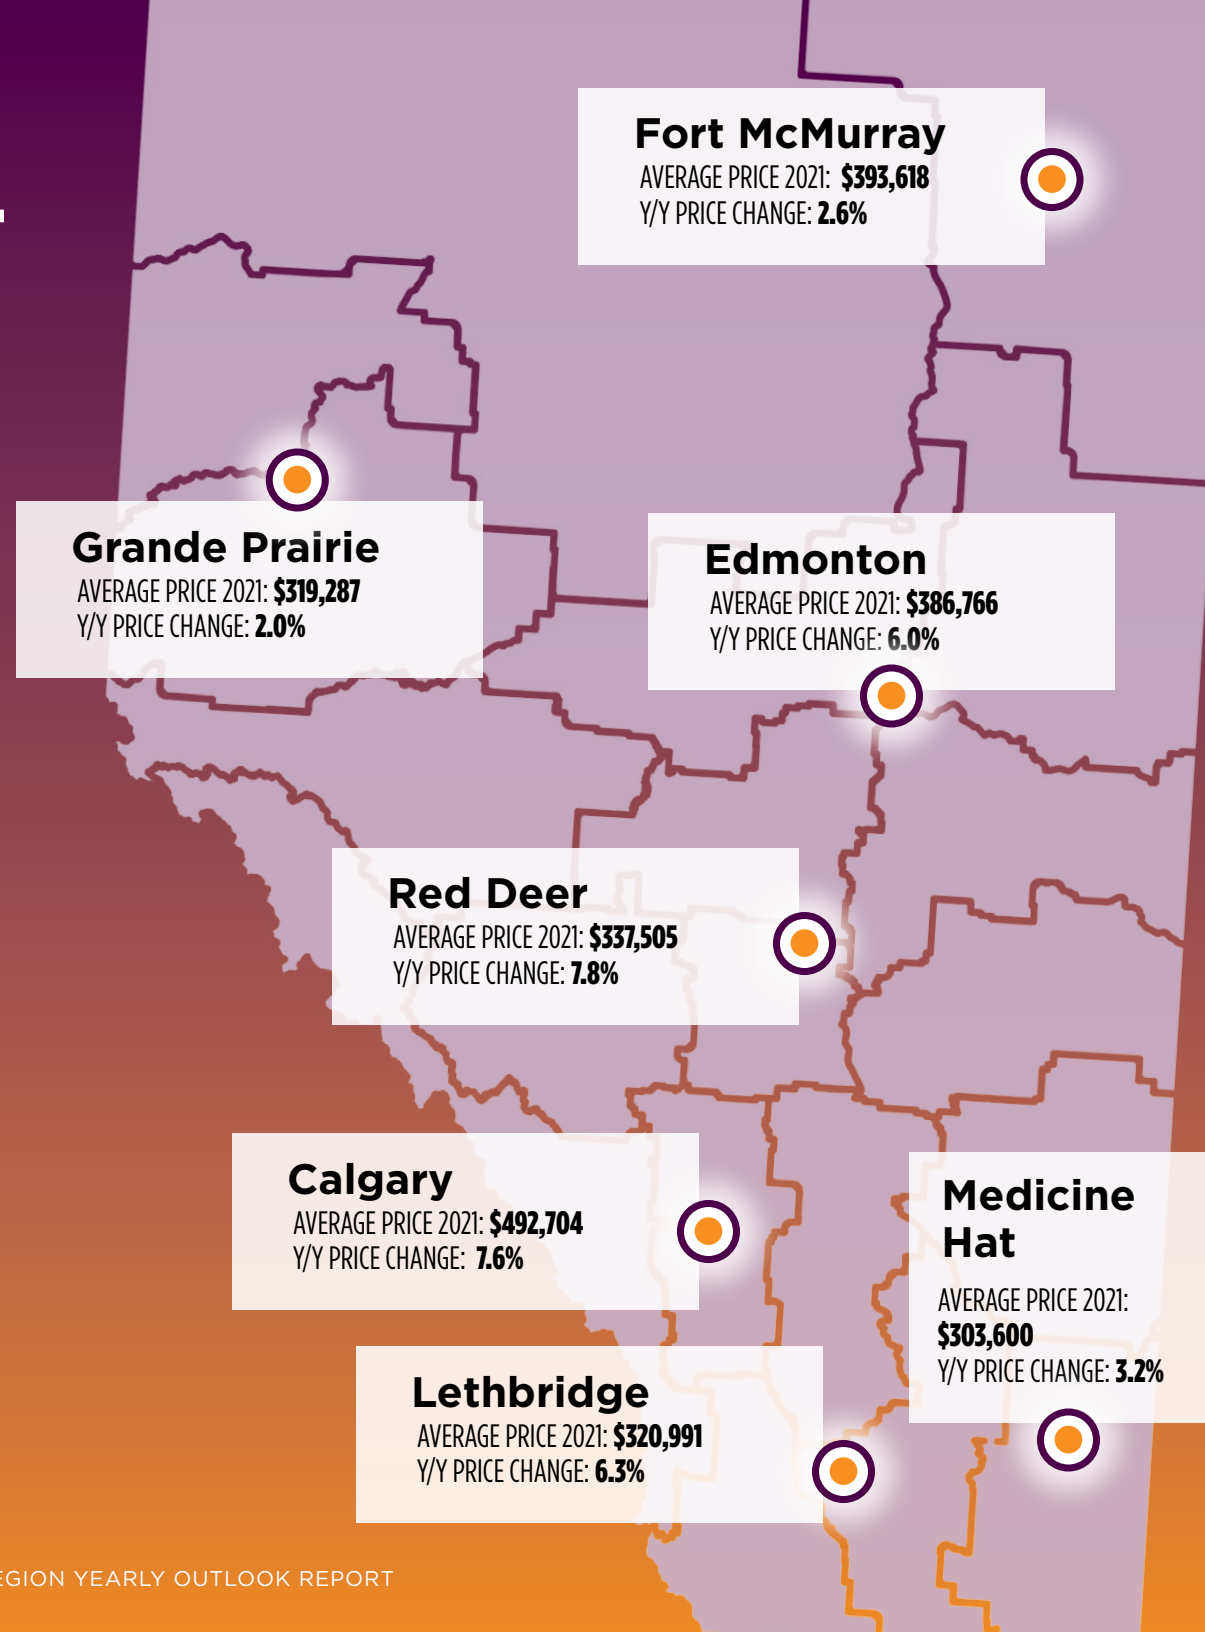 Fort McMurray
AVERAGE PRICE 2021: $393,618
Y/Y PRICE CHANGE: 2.6%
Grande Prairie
AVERAGE PRICE 2021: $319,287
Y/Y PRICE CHANGE: 2.0%
Edmonton
AVERAGE PRICE 2021: $386,766
Y/Y PRICE CHANGE: 6.0%
Red Deer
AVERAGE PRICE 2021: $337,505
Y/Y PRICE CHANGE: 7.8%
Calgary
AVERAGE PRICE 2021: $492,704
Y/Y PRICE CHANGE: 7.6%
Medicine
Hat
AVERAGE PRICE 2021:
$303,600
Y/Y PRICE CHANGE: 3.2%
Lethbridge
AVERAGE PRICE 2021: $320,991
Y/Y PRICE CHANGE: 6.3%
EGION YEARLY OUTLOOK REPORT